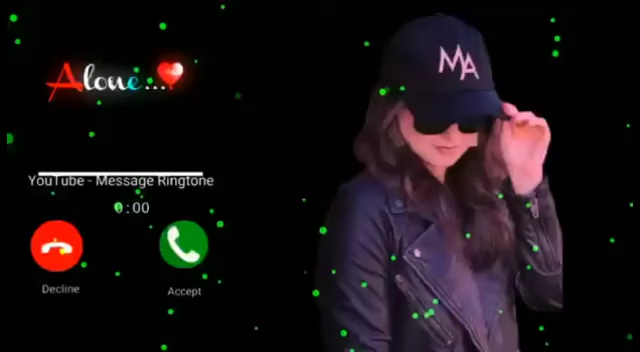 Alone...
MA
YouTube - Message Ringtone
0:00
Decline
Accept